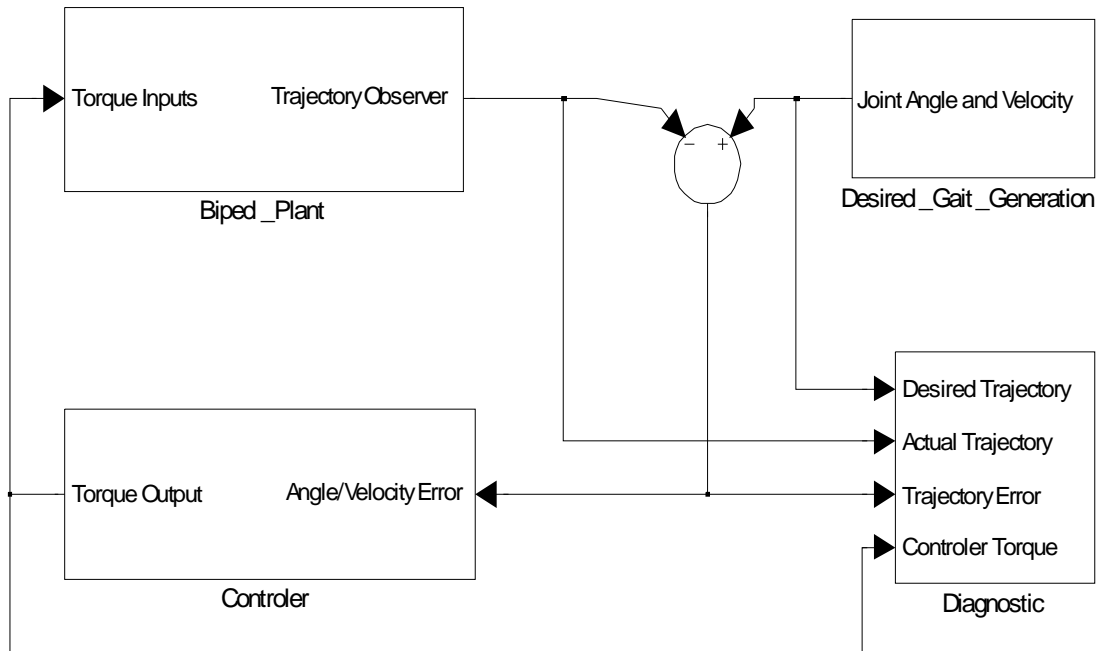 Torque Inputs
Trajectory Observer
Biped _Plant
- +
Joint Angle and Velocity
Desired _Gait _Generation
Torque Output
Angle/Velocity Error
Controler
Desired Trajectory
Actual Trajectory
Trajectory Error
Controler Torque
Diagnostic